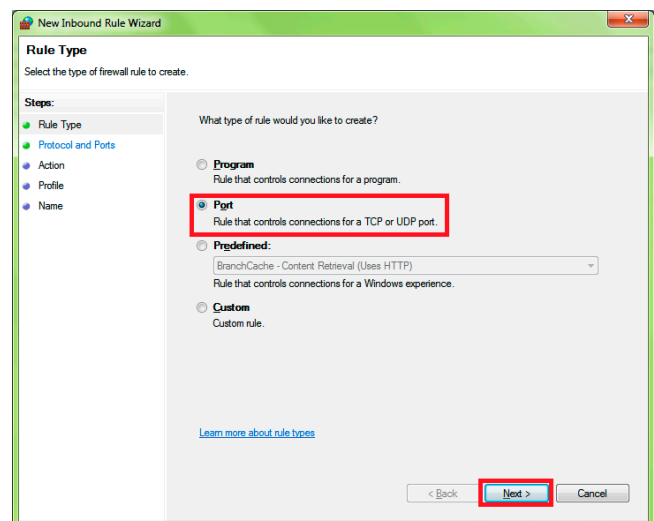 New Inbound Rule Wizard
Rule Type
Select the type of firewall rule to create.
Steps:
Rule Type
Protocol and Ports
Action
Profile
Name
What type of rule would you like to create?
Program
Rule that controls connections for a program.
Port
Rule that controls connections for a TCP or UDP port.
Predefined:
BranchCache - Content Retrieval (Uses HTTP)
Rule that controls connections for a Windows experience.
Custom
Custom rule.
Learn more about rule types
< Back Next > Cancel